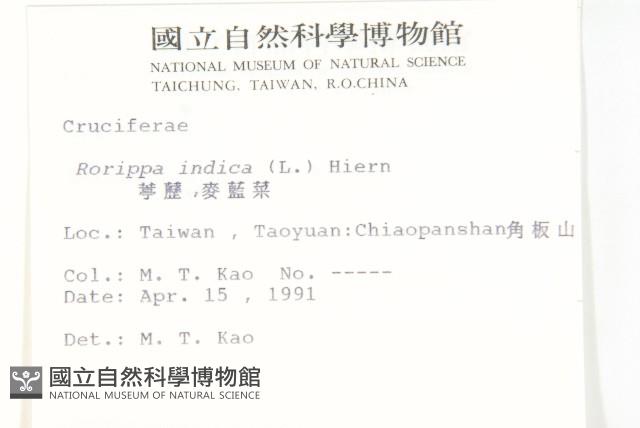 國立自然科學博物館
NATIONAL MUSEUM OF NATURAL SCIENCE
TAICHUNG, TAIWAN, R.O.CHINA
Cruciferae
Rorippa indica (L.) Hiern
葶藶,麥藍菜
Loc.: Taiwan , Taoyuan:Chiaopanshan角板山
Col.: M. T. Kao No. -----
Date: Apr. 15 , 1991
Det.: M. T. Kao
國立自然科學博物館
NATIONAL MUSEUM OF NATURAL SCIENCE